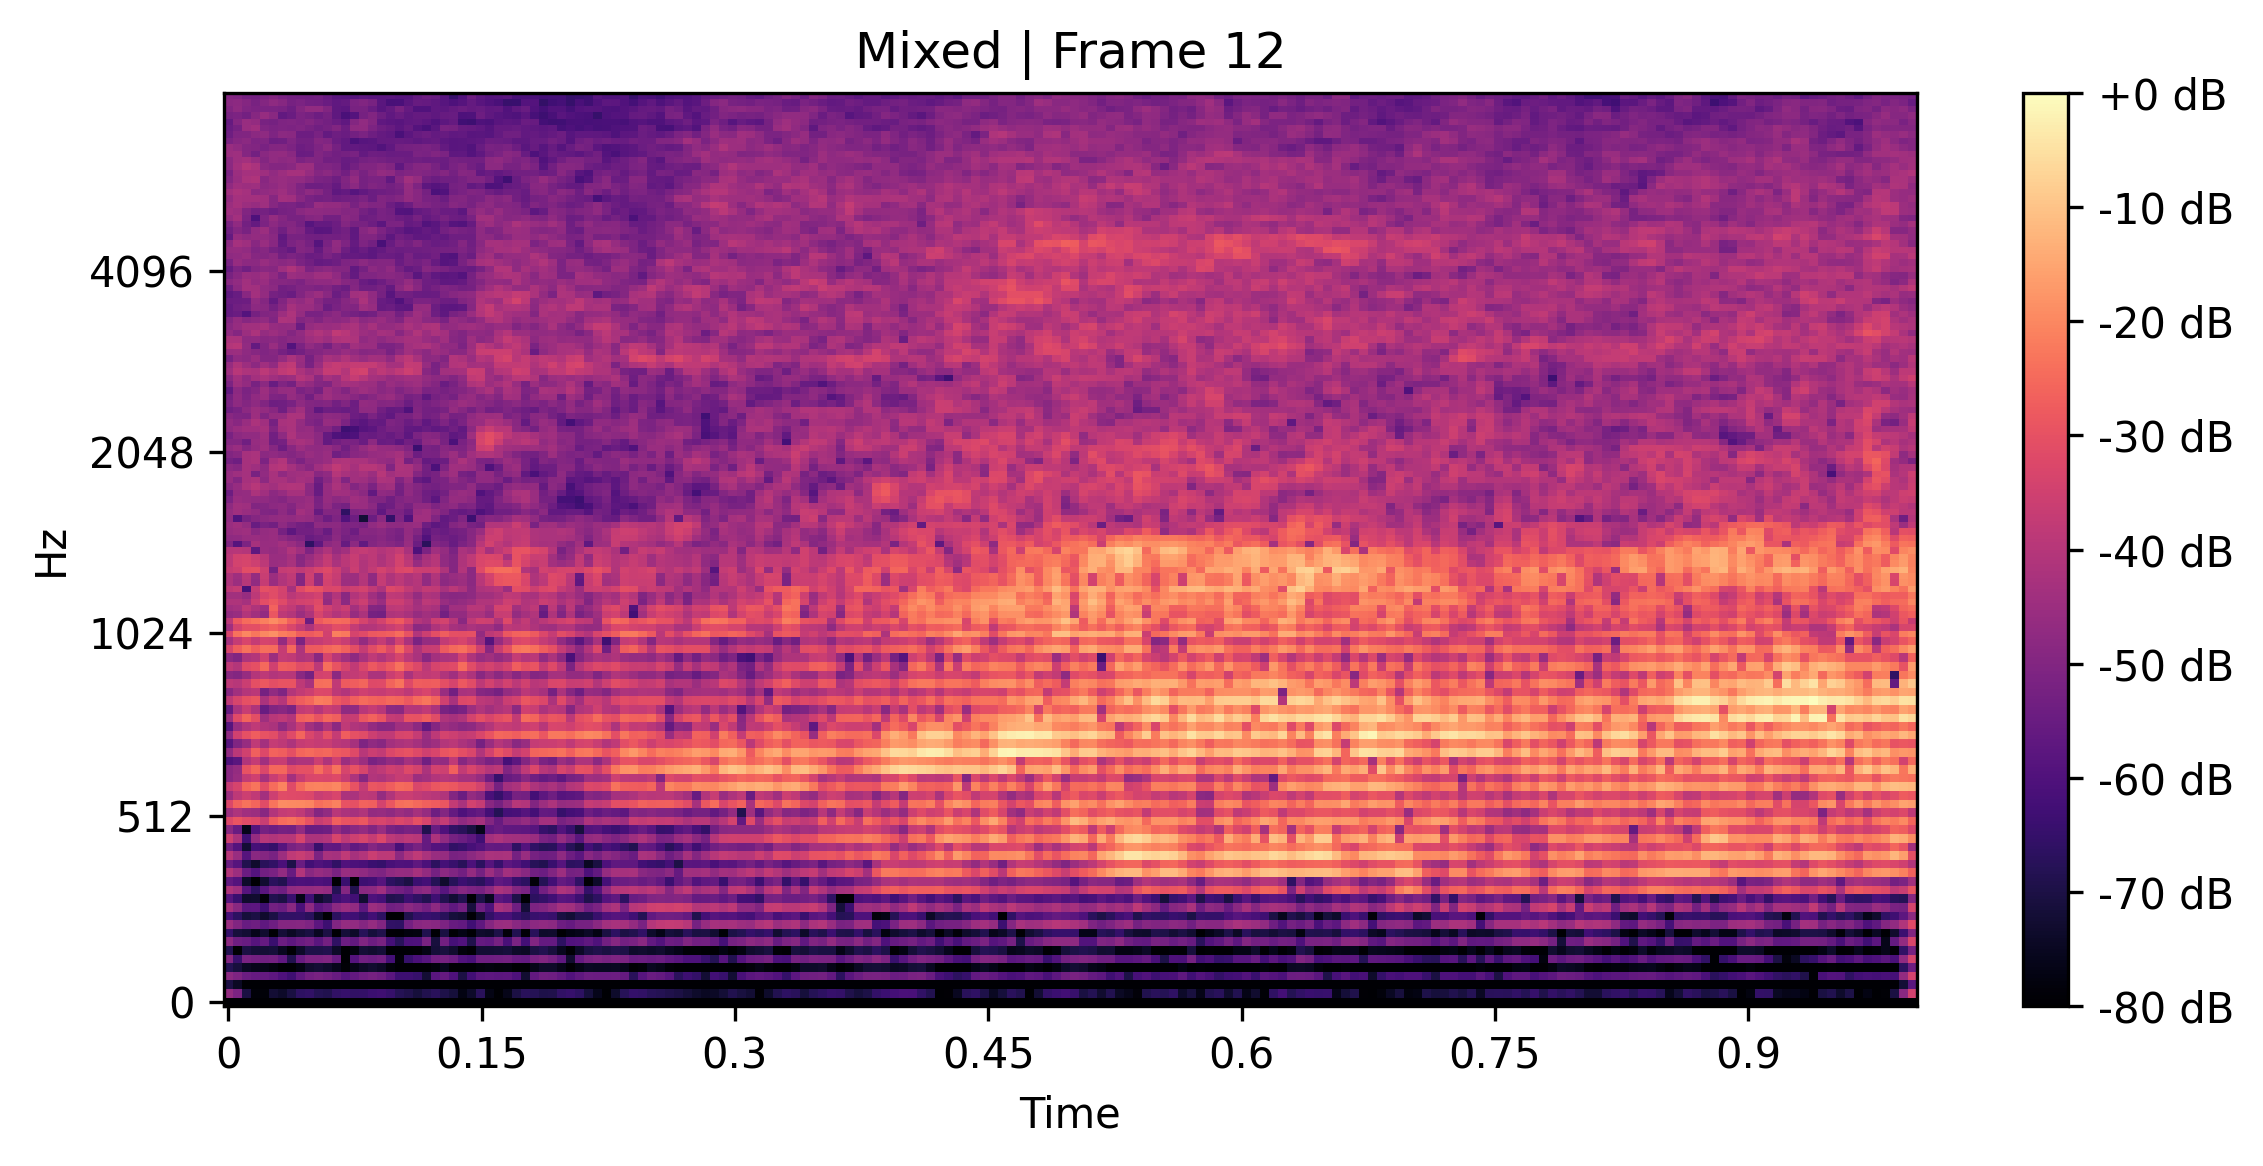 Mixed | Frame 12
+0 dB
-10 dB
-20 dB
-30 dB
-40 dB
-50 dB
-60 dB
-70 dB
-80 dB
4096
2048
1024
512
0
Hz
0 0.15 0.3 0.45 0.6 0.75 0.9
Time